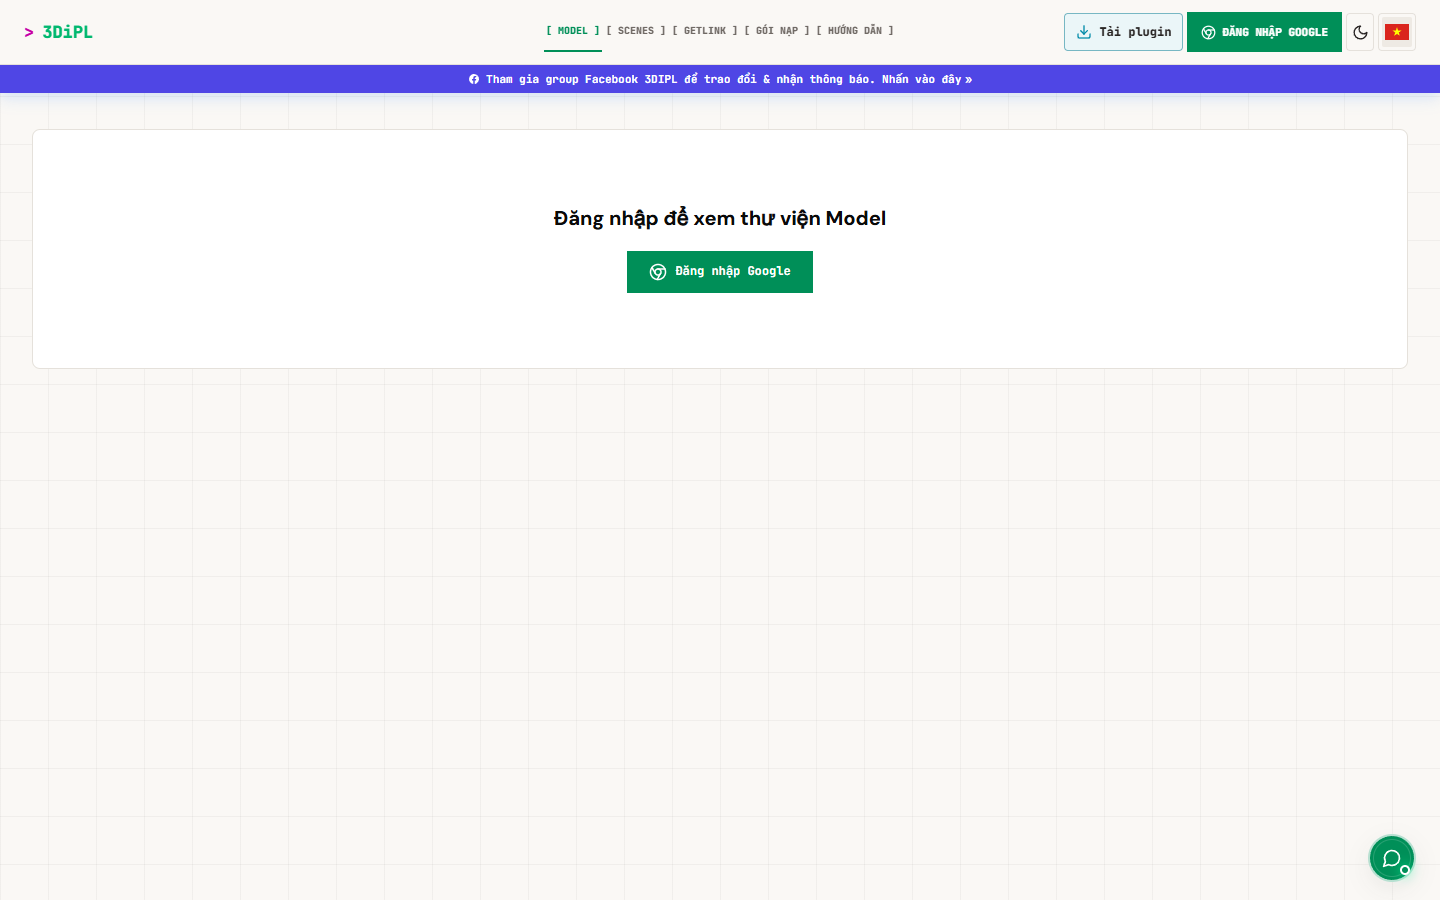 > 3DiPL
[ MODEL ] [ SCENES ] [ GETLINK ] [ GÓI NẠP ] [ HƯỚNG DẪN ]
Tải plugin
ĐĂNG NHẬP GOOGLE
Tham gia group Facebook 3DIPL để trao đổi & nhận thông báo. Nhấn vào đây »
Đăng nhập để xem thư viện Model
Đăng nhập Google